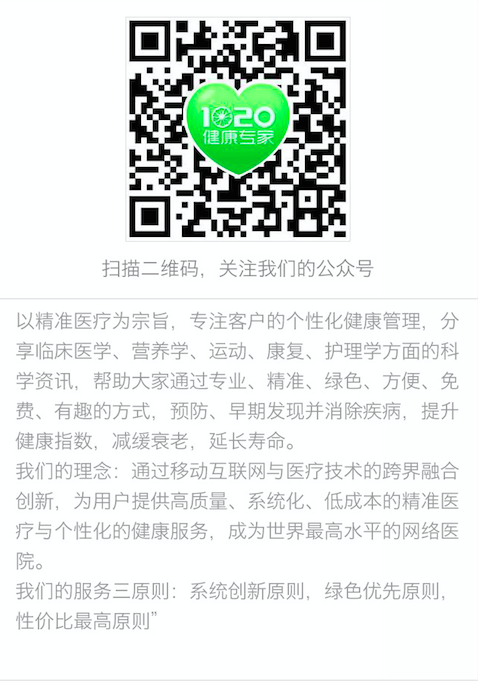 1020
健康专家
扫描二维码，关注我们的公众号
以精准医疗为宗旨，专注客户的个性化健康管理，分
享临床医学、营养学、运动、康复、护理学方面的科
学资讯，帮助大家通过专业、精准、绿色、方便、免
费、有趣的方式，预防、早期发现并消除疾病，提升
健康指数，减缓衰老，延长寿命。
我们的理念：通过移动互联网与医疗技术的跨界融合
创新，为用户提供高质量、系统化、低成本的精准医
疗与个性化的健康服务，成为世界最高水平的网络医
院。
我们的服务三原则：系统创新原则，绿色优先原则，
性价比最高原则”